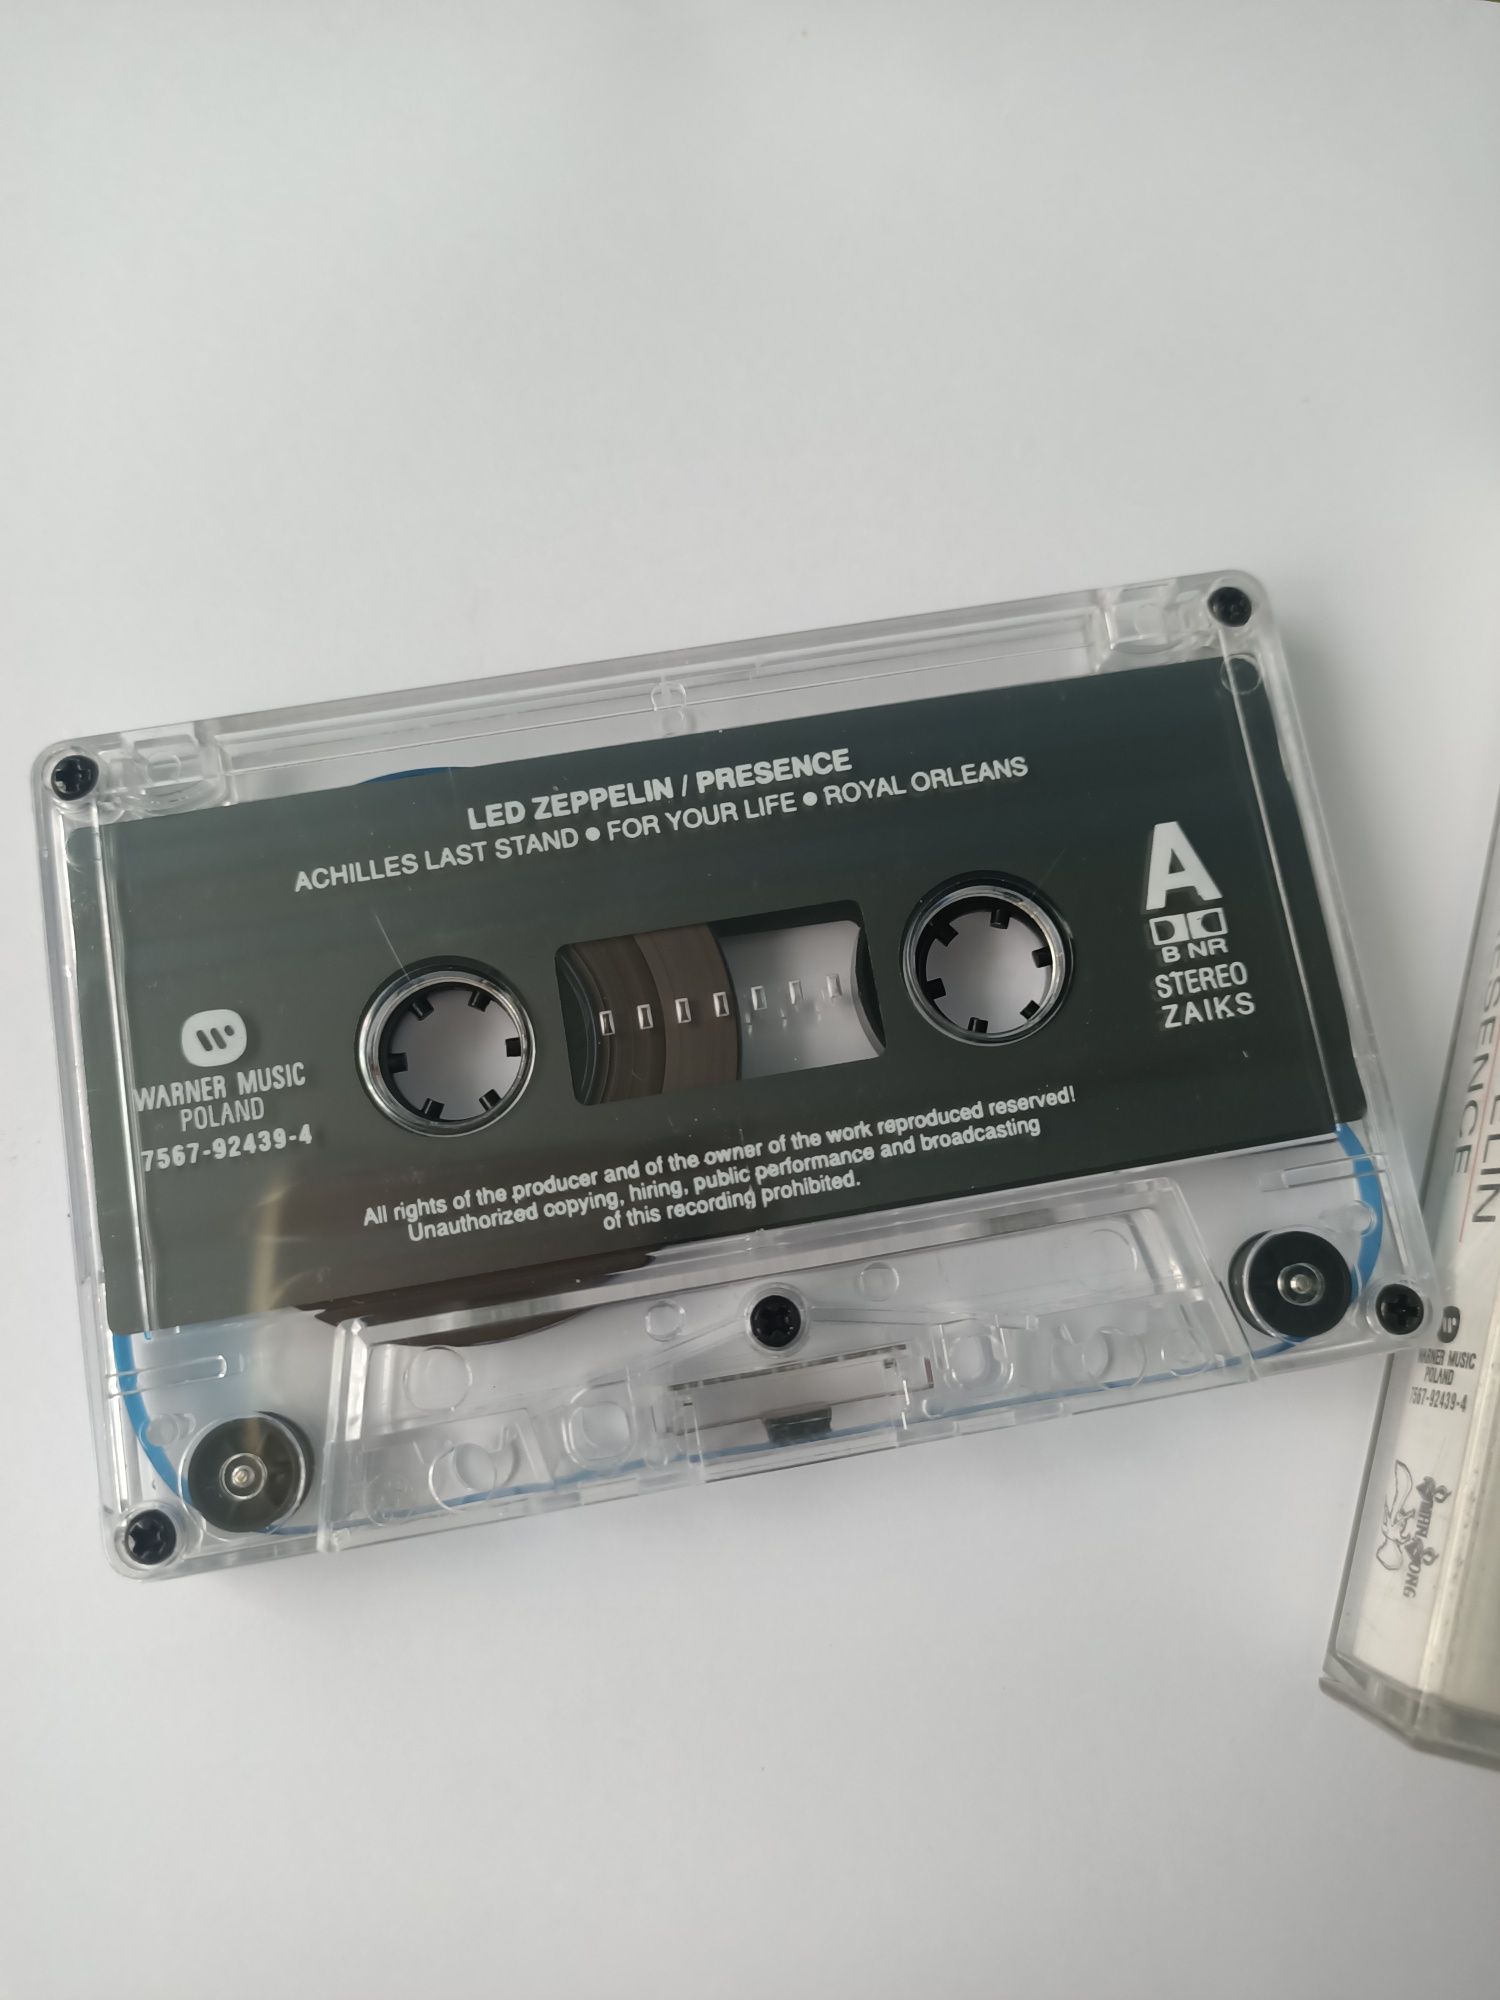 LED ZEPPELIN / PRESENCE
ACHILLES LAST STAND ● FOR YOUR LIFE ● ROYAL ORLEANS
A
B NR
STEREO
ZAIKS
WARNER MUSIC
POLAND
7567-92439-4
All rights of the producer and of the owner of the work reproduced reserved!
Unauthorized copying, hiring, public performance and broadcasting
of this recording prohibited.
WARNER MUSIC
POLAND
7567-92439-4